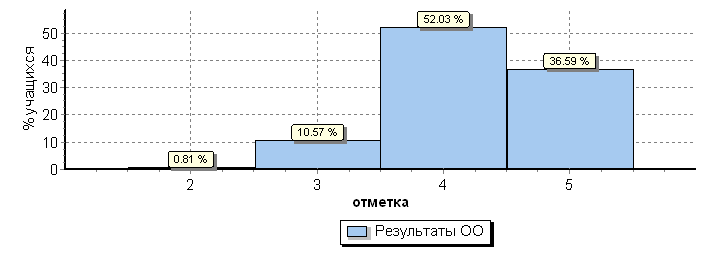 % учащихся
50
40
30
20
10
0
0.81 %
10.57 %
52.03 %
36.59 %
2 3 4 5
отметка
Результаты ОО